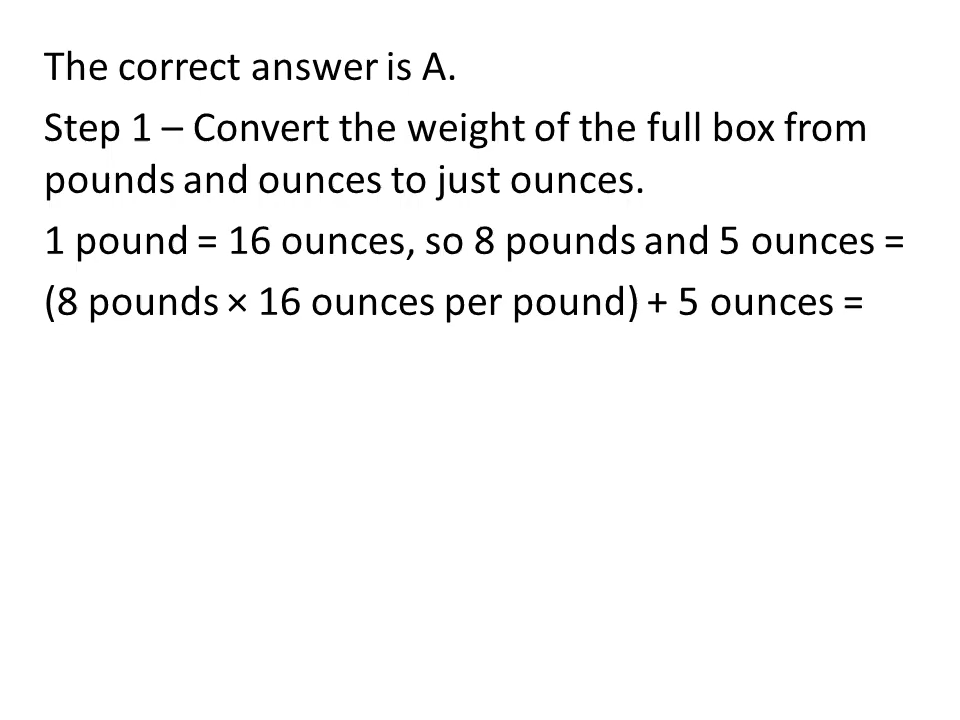 The correct answer is A.
Step 1 – Convert the weight of the full box from
pounds and ounces to just ounces.
1 pound = 16 ounces, so 8 pounds and 5 ounces =
(8 pounds × 16 ounces per pound) + 5 ounces =